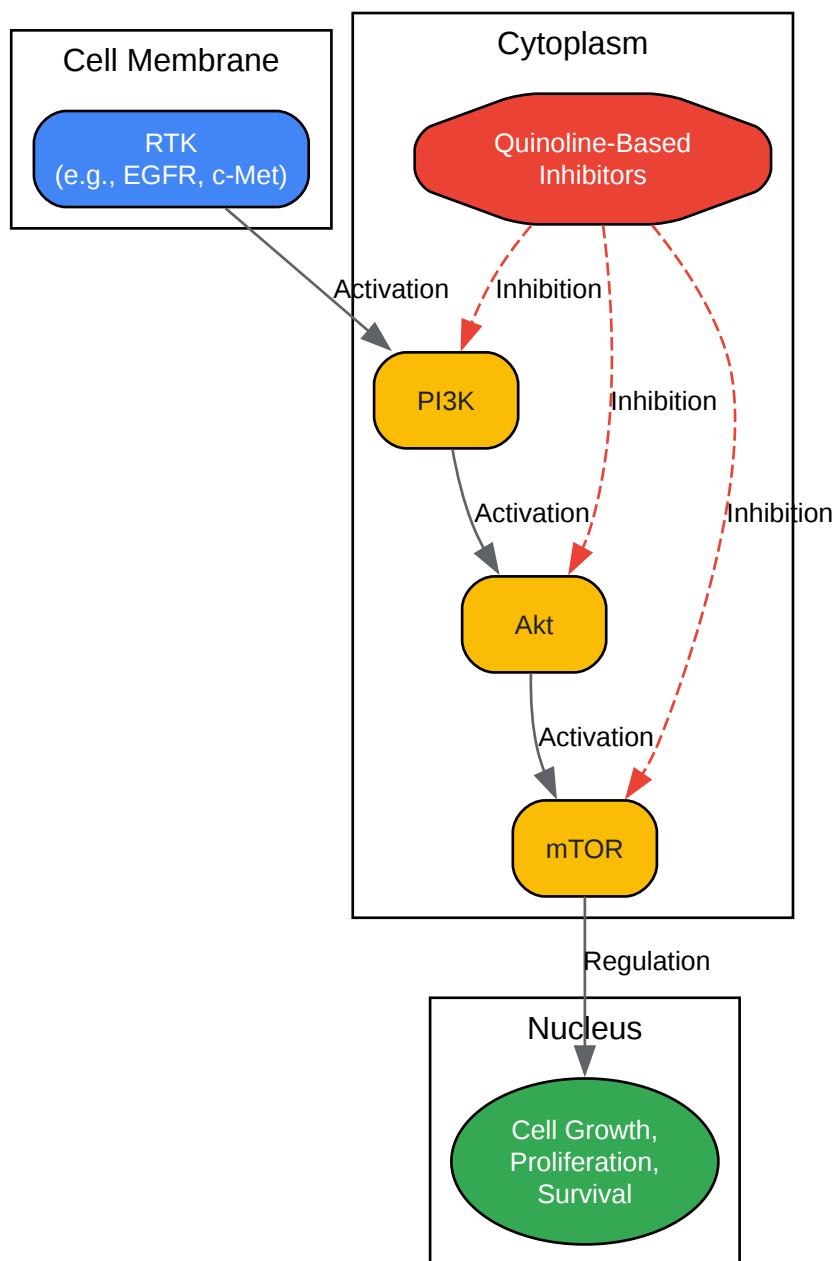 Cell Membrane
RTK
(e.g., EGFR, c-Met)
Cytoplasm
Quinoline-Based
Inhibitors
Activation
Inhibition
PI3K
Inhibition
Activation
Inhibition
Akt
Activation
mTOR
Regulation
Nucleus
Cell Growth,
Proliferation,
Survival